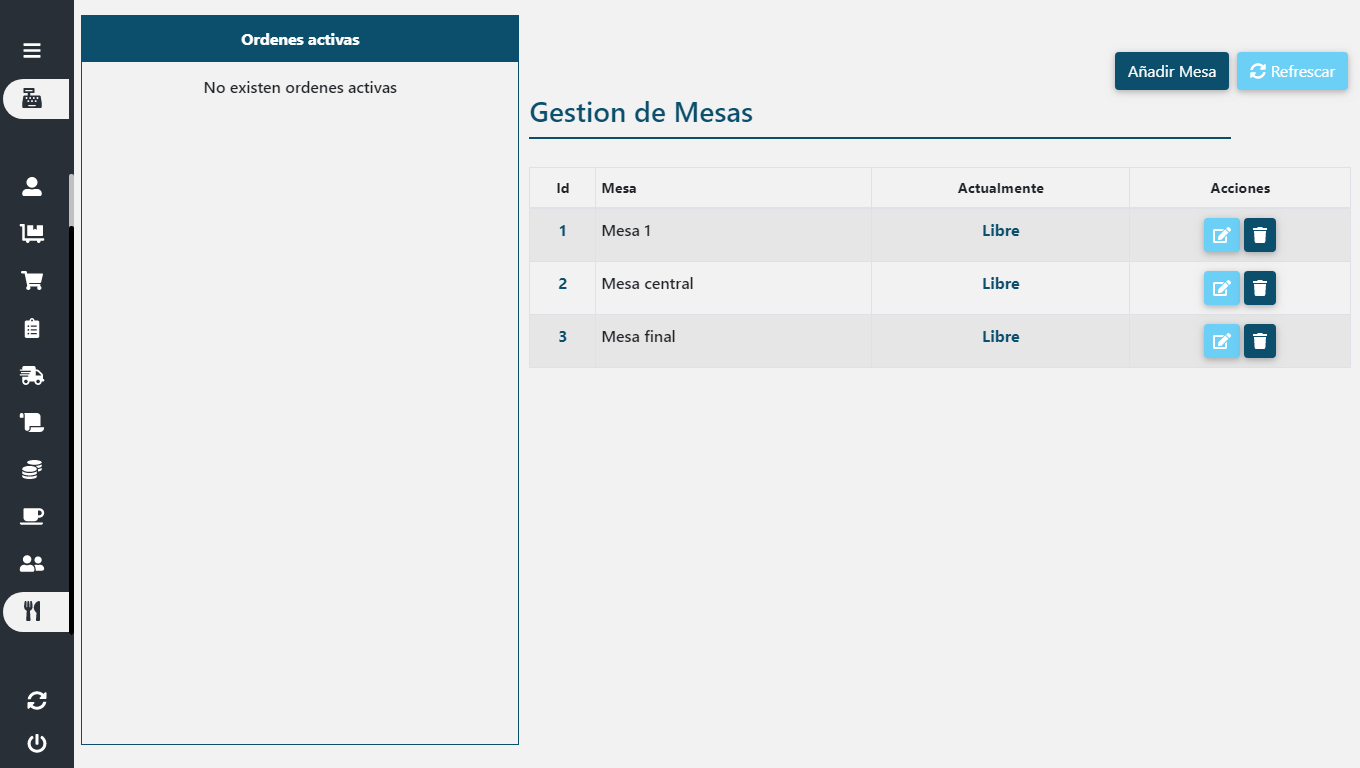 Ordenes activas
No existen ordenes activas
Añadir Mesa
Refrescar
Gestion de Mesas
Id Mesa Actualmente Acciones
1 Mesa 1 Libre
2 Mesa central Libre
3 Mesa final Libre